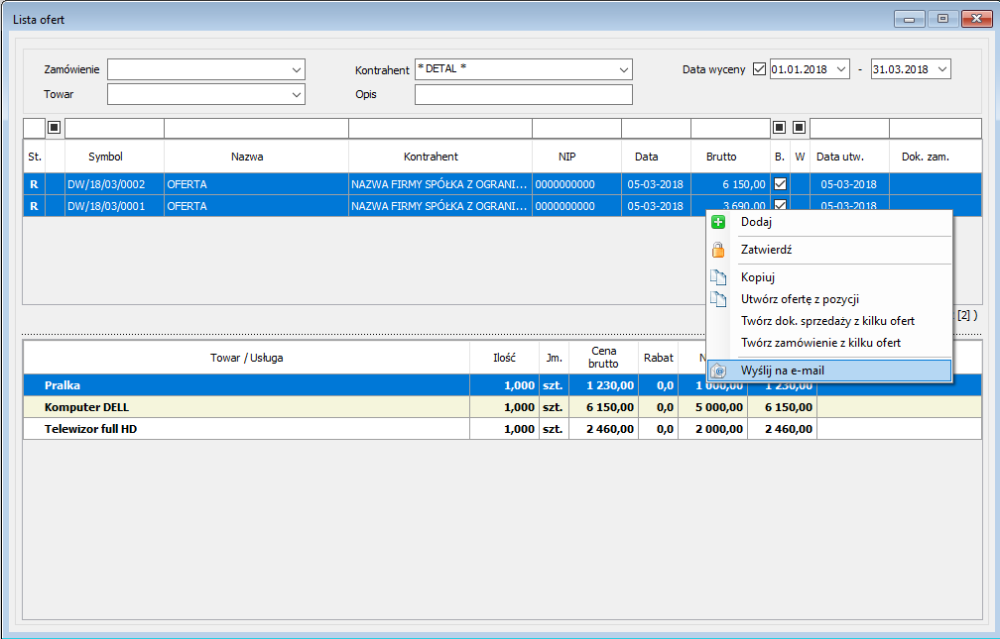 Lista ofert
Zamówienie Kontrahent * DETAL * Data wyceny 01.01.2018 - 31.03.2018
Towar Opis
St. Symbol Nazwa Kontrahent NIP Data Brutto B. W Data utw. Dok. zam.
R DW/18/03/0002 OFERTA NAZWA FIRMY SPÓŁKA Z OGRANI... 0000000000 05-03-2018 6 150,00 05-03-2018
R DW/18/03/0001 OFERTA NAZWA FIRMY SPÓŁKA Z OGRANI... 0000000000 05-03-2018 3 690,00 05-03-2018
Dodaj
Zatwierdź
Kopiuj
Utwórz ofertę z pozycji
Twórz dok. sprzedaży z kilku ofert
Twórz zamówienie z kilku ofert
Wyślij na e-mail
[2] )
Towar / Usługa Ilość Jm. Cena brutto Rabat N
Pralka 1,000 szt. 1 230,00 0,0 1 000,00 1 230,00
Komputer DELL 1,000 szt. 6 150,00 0,0 5 000,00 6 150,00
Telewizor full HD 1,000 szt. 2 460,00 0,0 2 000,00 2 460,00